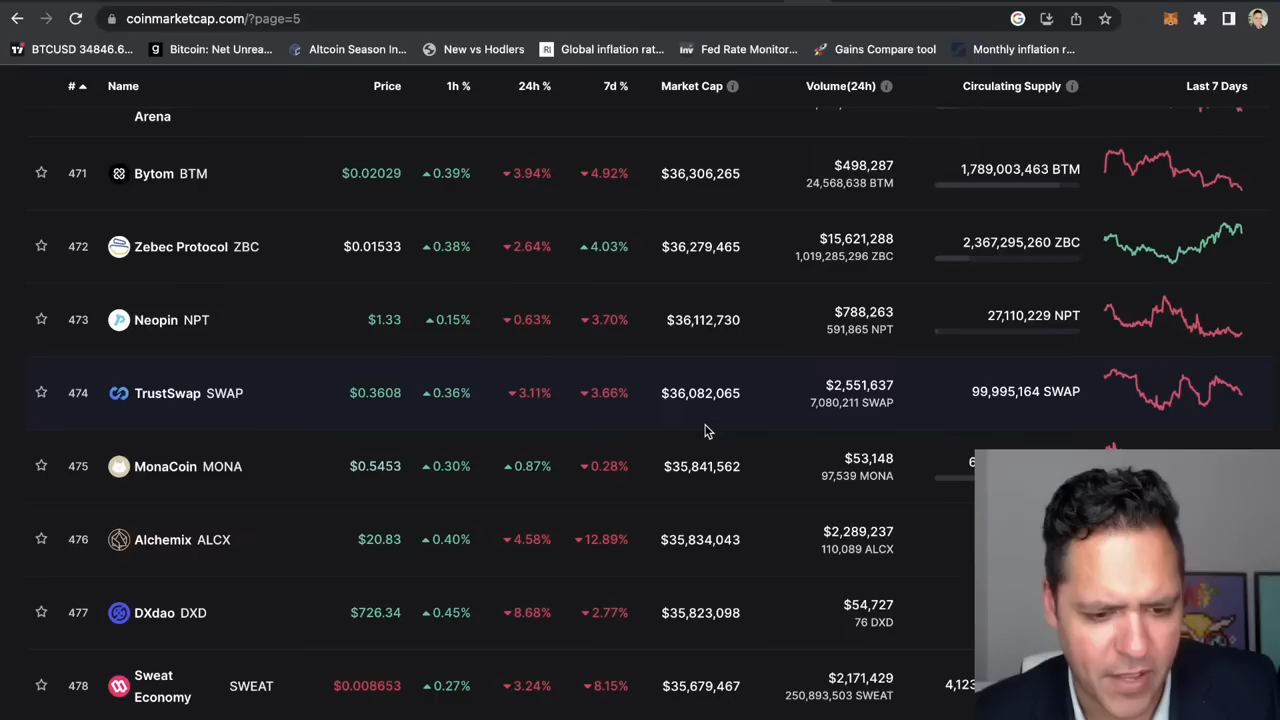 coinmarketcap.com/?page=5
BTCUSD 34846.6... Bitcoin: Net Unrea... Altcoin Season In... New vs Hodlers Global inflation rat... Fed Rate Monitor... Gains Compare tool Monthly inflation r...
# Name Price 1h % 24h % 7d % Market Cap Volume(24h) Circulating Supply Last 7 Days
Arena
471 Bytom BTM $0.02029 0.39% 3.94% 4.92% $36,306,265 $498,287 1,789,003,463 BTM
24,568,638 BTM
472 Zebec Protocol ZBC $0.01533 0.38% 2.64% 4.03% $36,279,465 $15,621,288 2,367,295,260 ZBC
1,019,285,296 ZBC
473 Neopin NPT $1.33 0.15% 0.63% 3.70% $36,112,730 $788,263 27,110,229 NPT
591,865 NPT
474 TrustSwap SWAP $0.3608 0.36% 3.11% 3.66% $36,082,065 $2,551,637 99,995,164 SWAP
7,080,211 SWAP
475 MonaCoin MONA $0.5453 0.30% 0.87% 0.28% $35,841,562 $53,148 6
97,539 MONA
476 Alchemix ALCX $20.83 0.40% 4.58% 12.89% $35,834,043 $2,289,237
110,089 ALCX
477 DXdao DXD $726.34 0.45% 8.68% 2.77% $35,823,098 $54,727
76 DXD
478 Sweat Economy SWEAT $0.008653 0.27% 3.24% 8.15% $35,679,467 $2,171,429 4,123
250,893,503 SWEAT